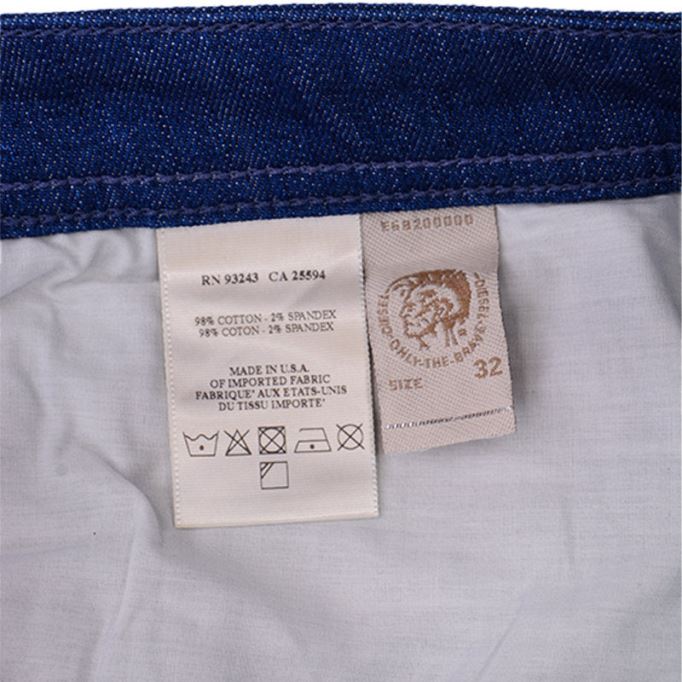 RN 93243 CA 25594
98% COTTON - 2% SPANDEX
98% COTON - 2% SPANDEX
MADE IN U.S.A.
OF IMPORTED FABRIC
FABRIQUE' AUX ETATS-UNIS
DU TISSU IMPORTE'
E68200000
DIESEL
DIESEL
ONLY-THE-BRAVE
SIZE 32